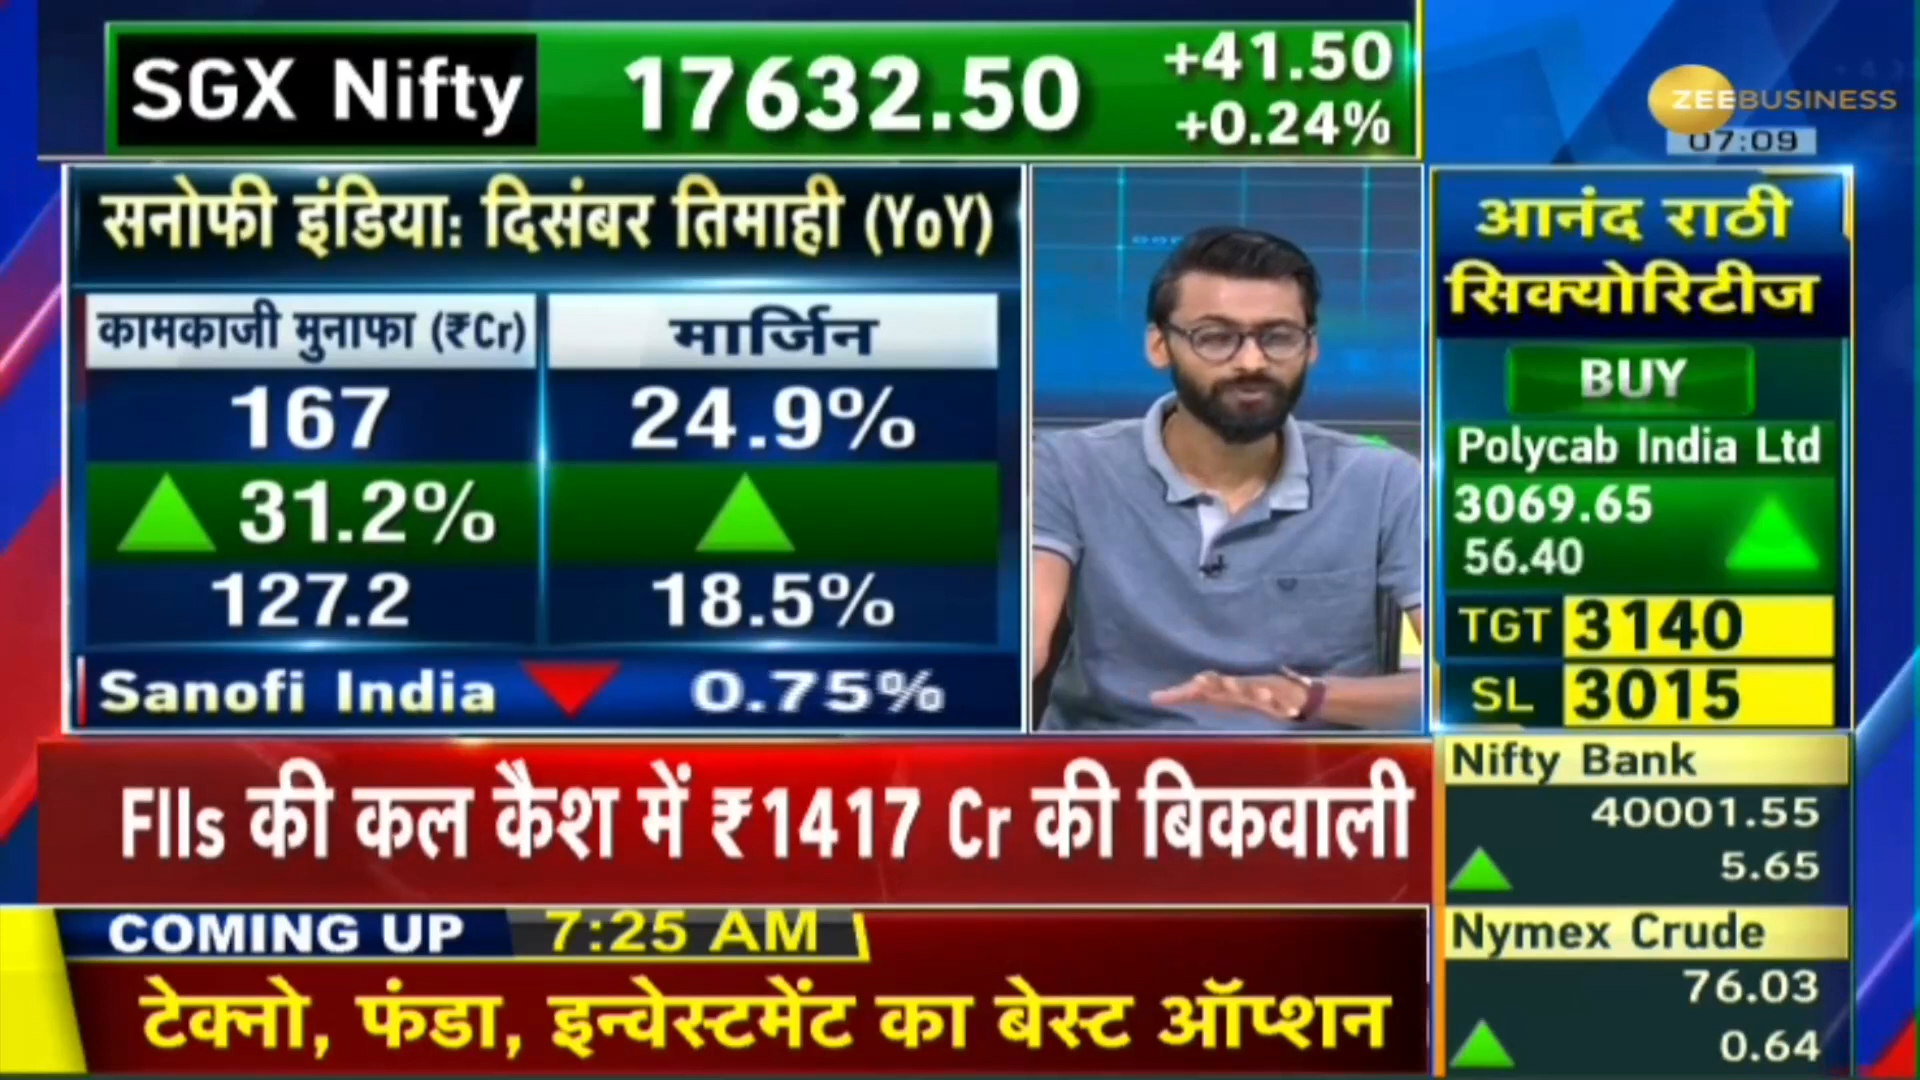 SGX Nifty 17632.50 +41.50
+0.24%
ZEEBUSINESS
07:09
सनोफी इंडिया: दिसंबर तिमाही (YoY)
कामकाजी मुनाफा (₹Cr) मार्जिन
167 24.9%
31.2%
127.2 18.5%
Sanofi India 0.75%
आनंद राठी
सिक्योरिटीज
BUY
Polycab India Ltd
3069.65
56.40
TGT 3140
SL 3015
FIIs की कल कैश में ₹1417 Cr की बिकवाली
Nifty Bank
40001.55
5.65
COMING UP 7:25 AM
टेक्नो, फंडा, इन्वेस्टमेंट का बेस्ट ऑप्शन
Nymex Crude
76.03
0.64